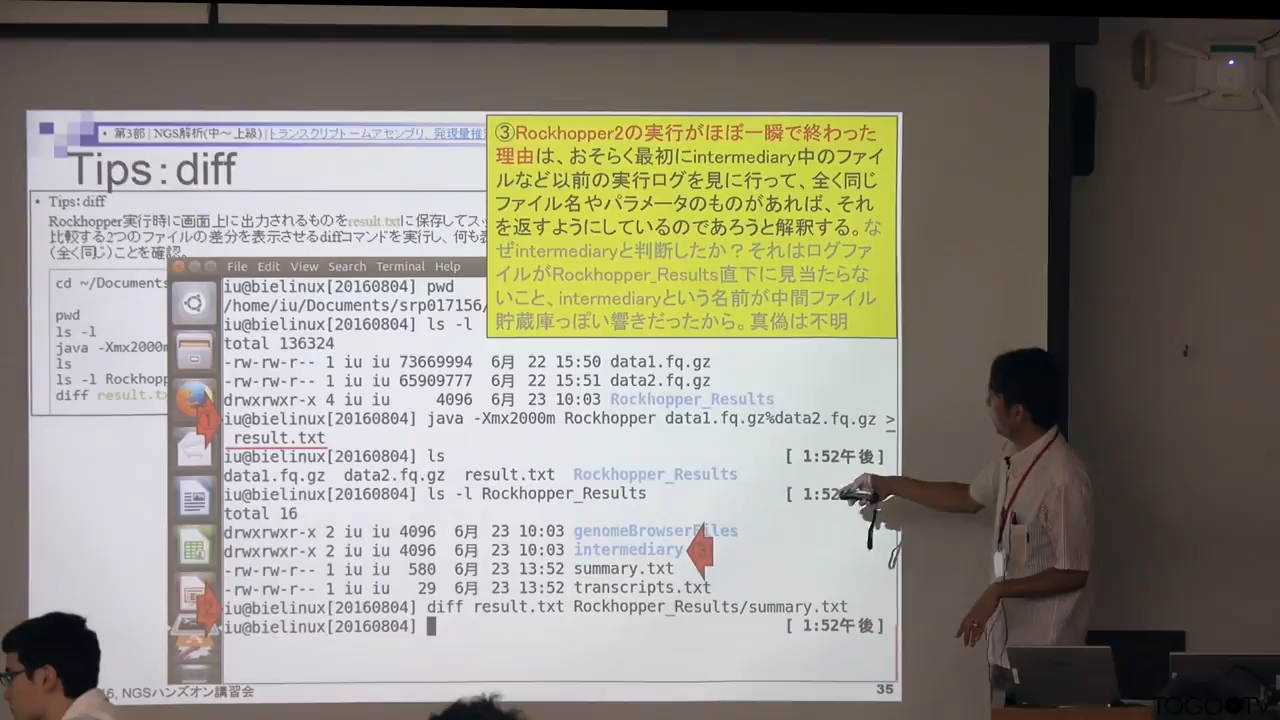 • 第3部 | NGS解析(中～上級) | トランスクリプトームアセンブリ、発現量推定
Tips：diff
• Tips：diff
Rockhopper実行時に画面上に出力されるものをresult.txtに保存してス
比較する2つのファイルの差分を表示させるdiffコマンドを実行し、何も表
（全く同じ）ことを確認。
cd ~/Documents
pwd
ls -l
java -Xmx2000m
ls
ls -l Rockhopp
diff result.tx
③Rockhopper2の実行がほぼ一瞬で終わった
理由は、おそらく最初にintermediary中のファイ
ルなど以前の実行ログを見に行って、全く同じ
ファイル名やパラメータのものがあれば、それ
を返すようにしているのであろうと解釈する。な
ぜintermediaryと判断したか？それはログファ
イルがRockhopper_Results直下に見当たらな
いこと、intermediaryという名前が中間ファイル
貯蔵庫っぽい響きだったから。真偽は不明
File Edit View Search Terminal Help
iu@bielinux[20160804] pwd
/home/iu/Documents/srp017156/
iu@bielinux[20160804] ls -l
total 136324
-rw-rw-r-- 1 iu iu 73669994 6月 22 15:50 data1.fq.gz
-rw-rw-r-- 1 iu iu 65909777 6月 22 15:51 data2.fq.gz
drwxrwxr-x 4 iu iu 4096 6月 23 10:03 Rockhopper_Results
iu@bielinux[20160804] java -Xmx2000m Rockhopper data1.fq.gz%data2.fq.gz >
result.txt
iu@bielinux[20160804] ls [ 1:52午後]
data1.fq.gz data2.fq.gz result.txt Rockhopper_Results
iu@bielinux[20160804] ls -l Rockhopper_Results [ 1:52
total 16
drwxrwxr-x 2 iu iu 4096 6月 23 10:03 genomeBrowserFiles
drwxrwxr-x 2 iu iu 4096 6月 23 10:03 intermediary
-rw-rw-r-- 1 iu iu 580 6月 23 13:52 summary.txt
-rw-rw-r-- 1 iu iu 29 6月 23 13:52 transcripts.txt
iu@bielinux[20160804] diff result.txt Rockhopper_Results/summary.txt
iu@bielinux[20160804] [ 1:52午後]
1
2
3
6, NGSハンズオン講習会
35
TOGO TV